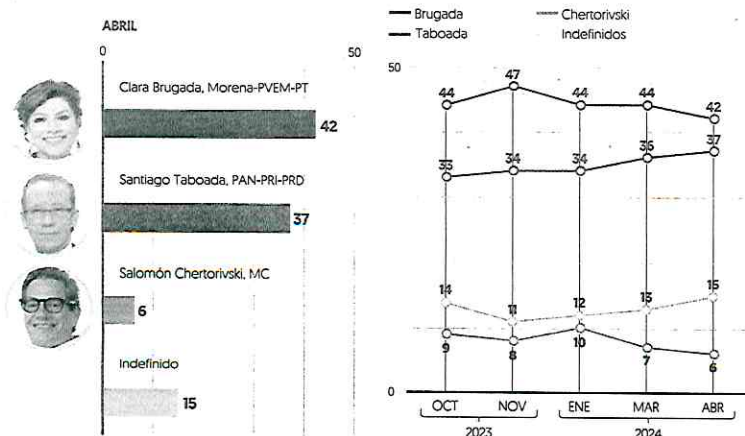 ABRIL
0
50
Clara Brugada, Morena-PVEM-PT
42
Santiago Taboada, PAN-PRI-PRD
37
Salomón Chertorivski, MC
6
Indefinido
15
Brugada
Chertorivski
Taboada
Indefinidos
50
44
47
44
44
42
33
34
34
36
37
14
11
12
13
15
9
8
10
7
6
0
OCT
NOV
ENE
MAR
ABR
2023
2024